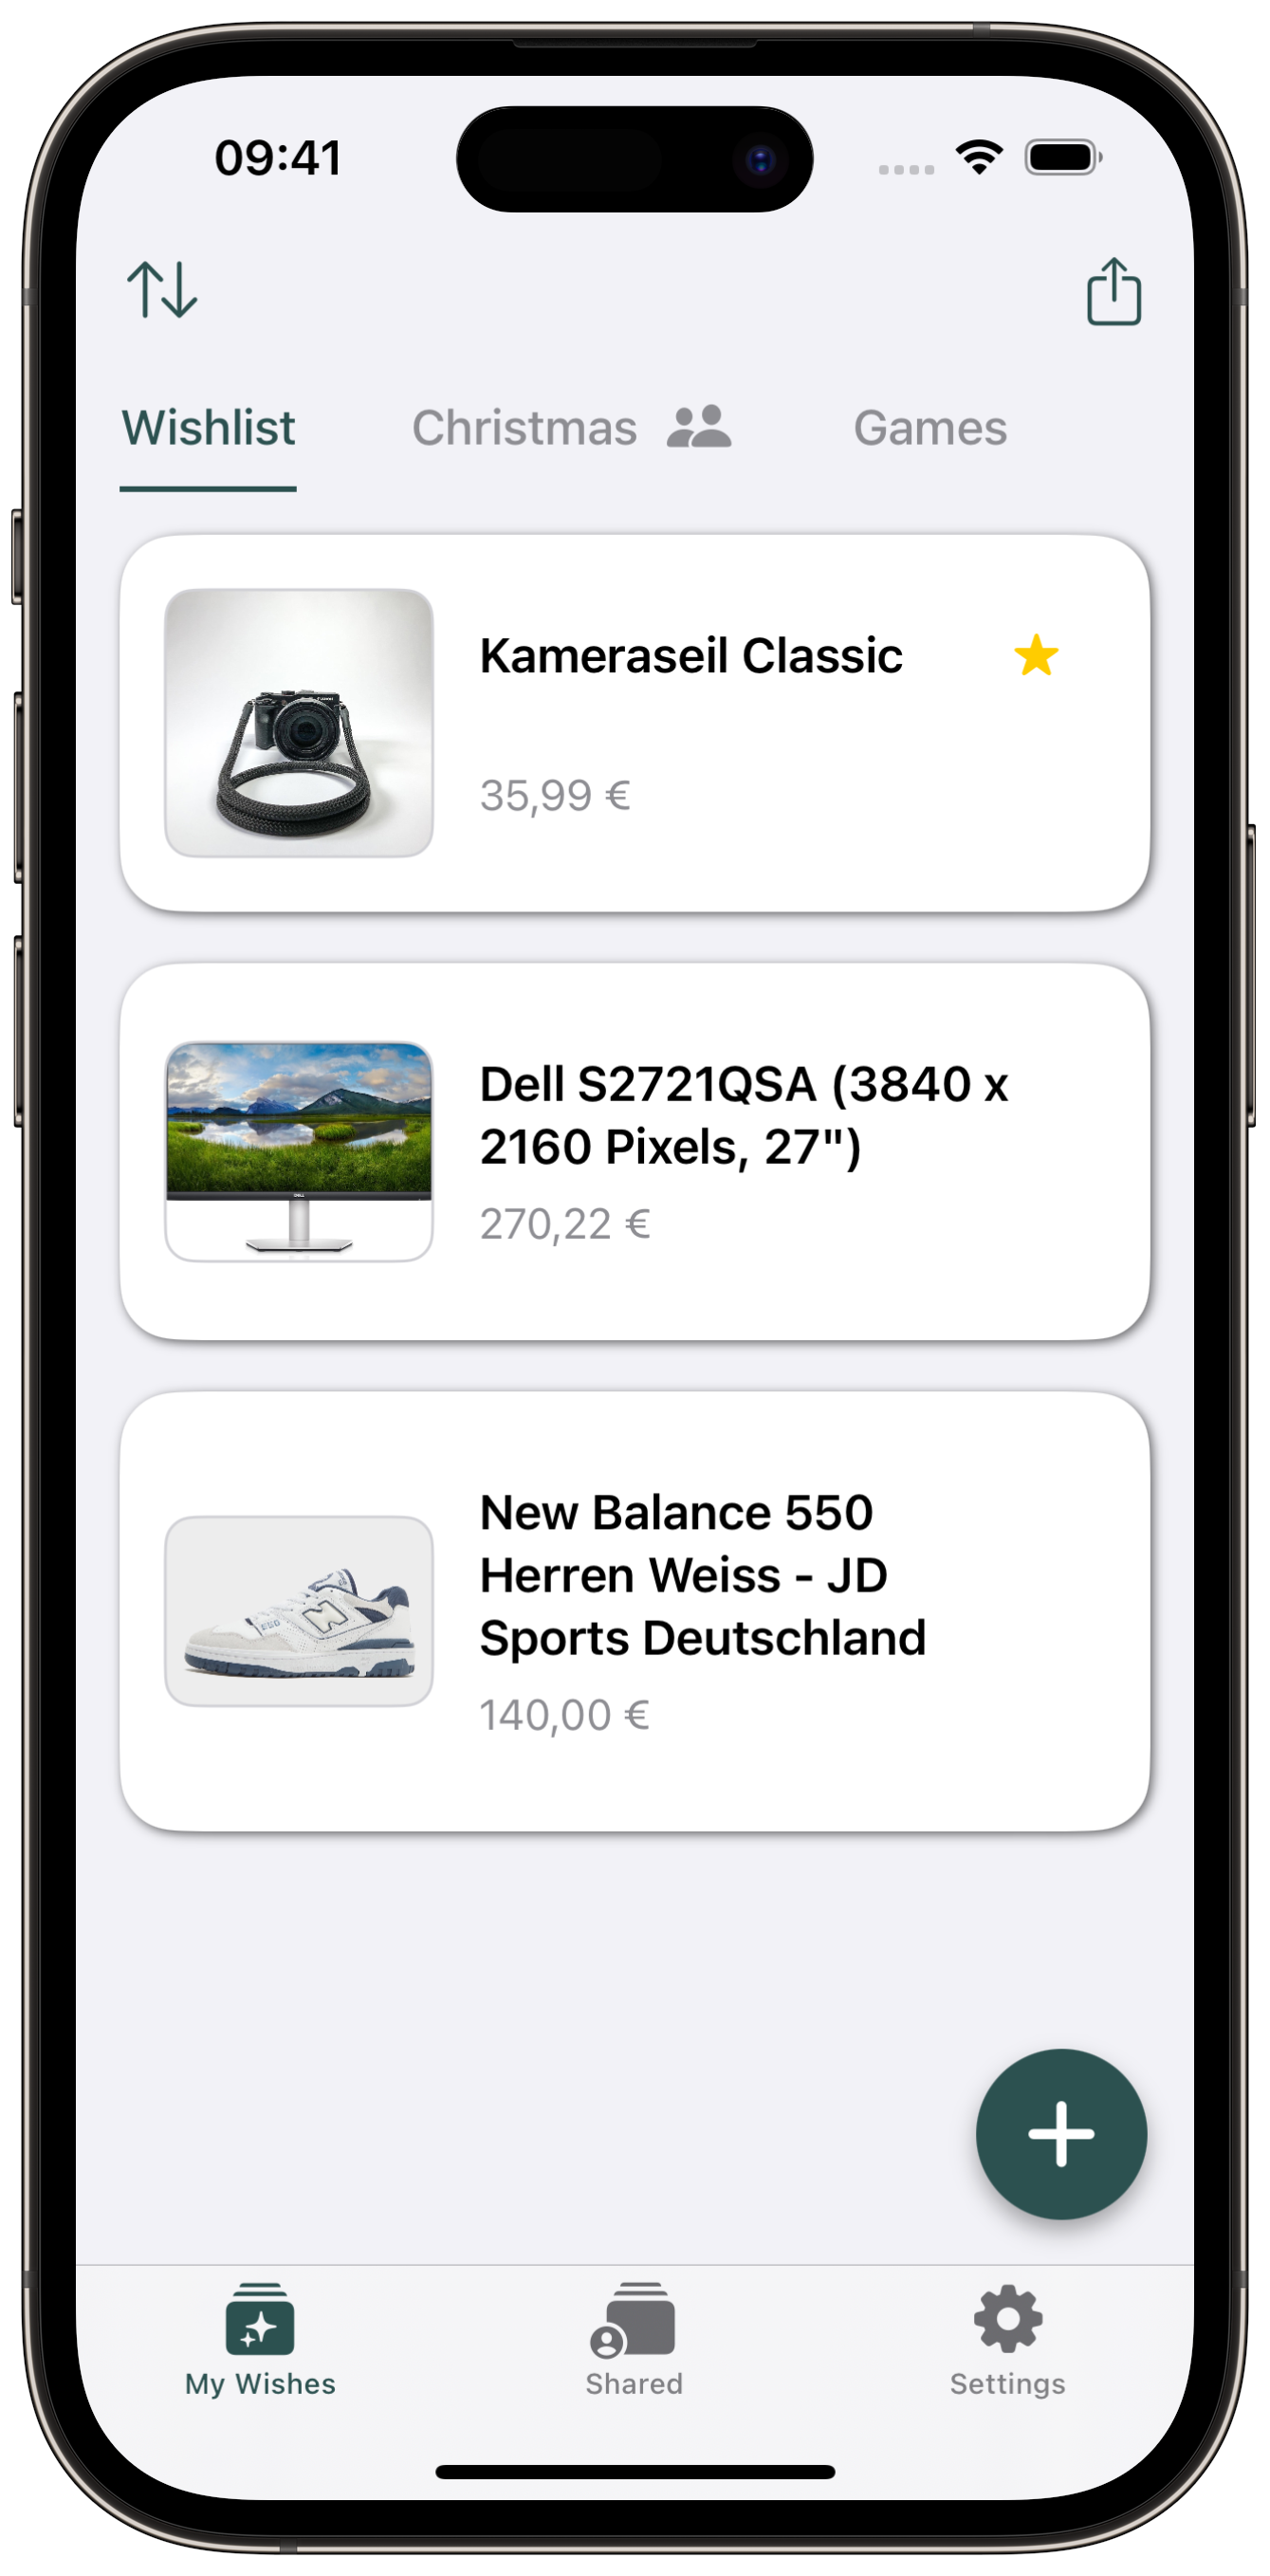 09:41
Wishlist
Christmas
Games
Kameraseil Classic
35,99 €
Dell S2721QSA (3840 x
2160 Pixels, 27")
270,22 €
New Balance 550
Herren Weiss - JD
Sports Deutschland
140,00 €
My Wishes
Shared
Settings